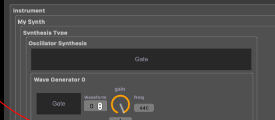 Instrument
My Synth
Synthesis Type
Oscillator Synthesis
Gate
Wave Generator 0
gain
Waveform
freq
Gate
0
440